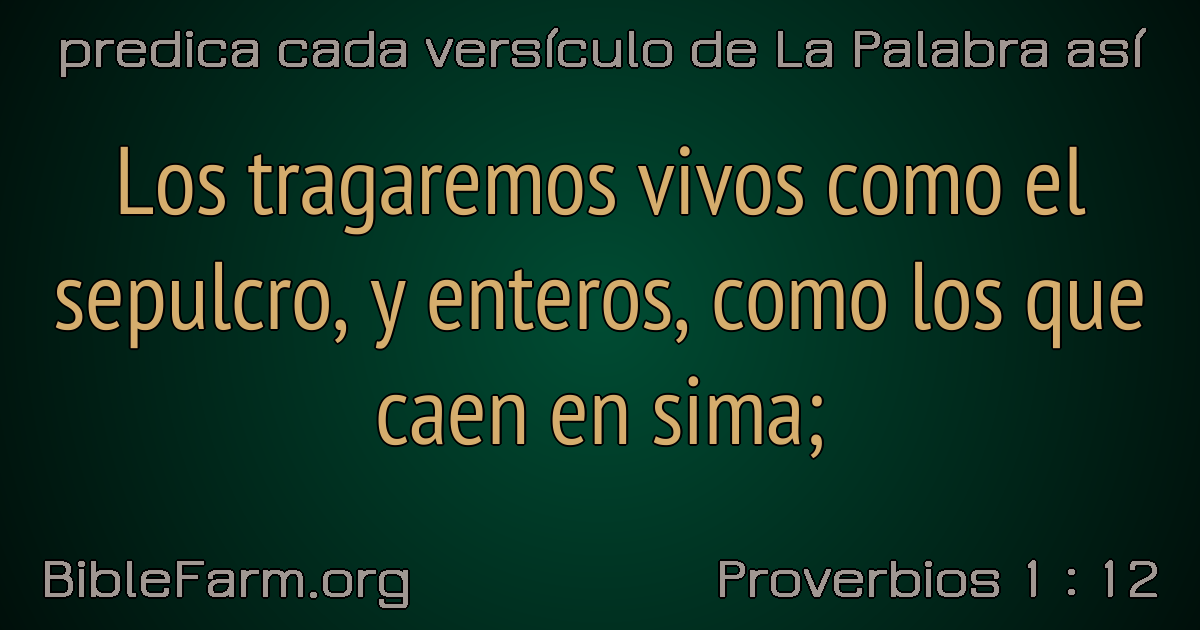 predica cada versículo de La Palabra así
Los tragaremos vivos como el
sepulcro, y enteros, como los que
caen en sima;
BibleFarm.org
Proverbios 1 : 12